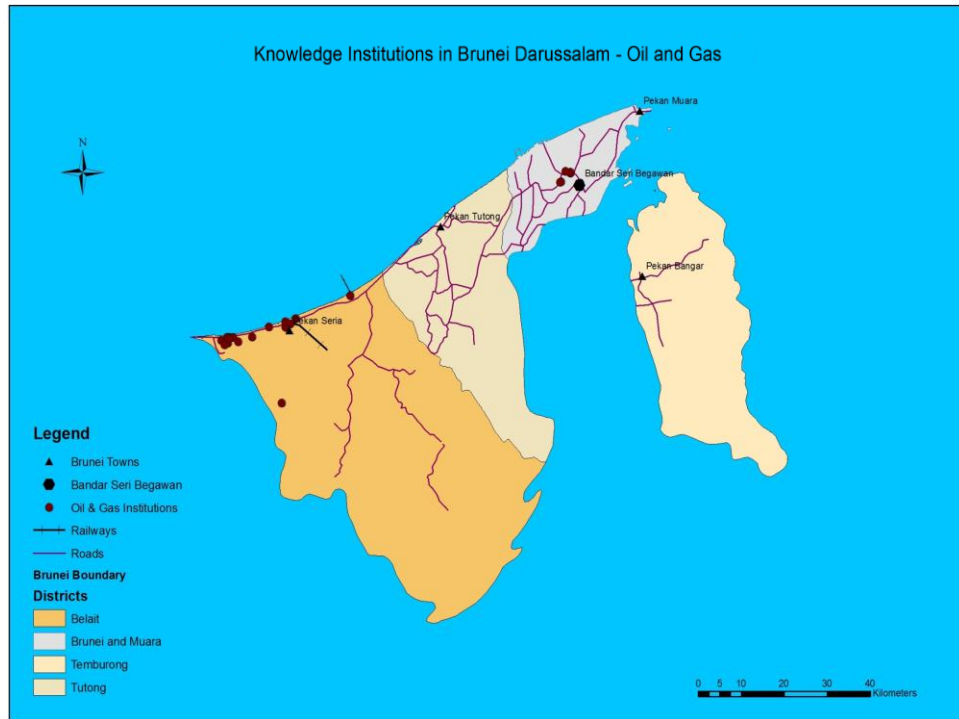 Knowledge Institutions in Brunei Darussalam - Oil and Gas
Pekan Muara
N
Bandar Seri Begawan
Pekan Tutong
Pekan Bangar
Pekan Seria
Legend
Brunei Towns
Bandar Seri Begawan
Oil & Gas Institutions
Railways
Roads
Brunei Boundary
Districts
Belait
Brunei and Muara
Temburong
Tutong
0 5 10 20 30 40
Kilometers